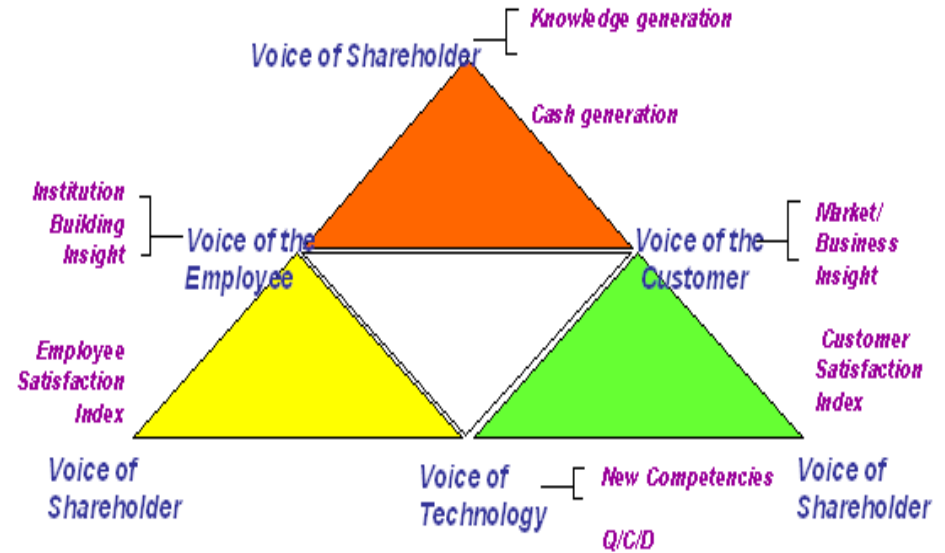 Knowledge generation
Voice of Shareholder
Cash generation
Institution
Building
Insight
Voice of the
Employee
Voice of the
Customer
Market/
Business
Insight
Employee
Satisfaction
Index
Customer
Satisfaction
Index
Voice of
Shareholder
Voice of
Technology
New Competencies
Q/C/D
Voice of
Shareholder